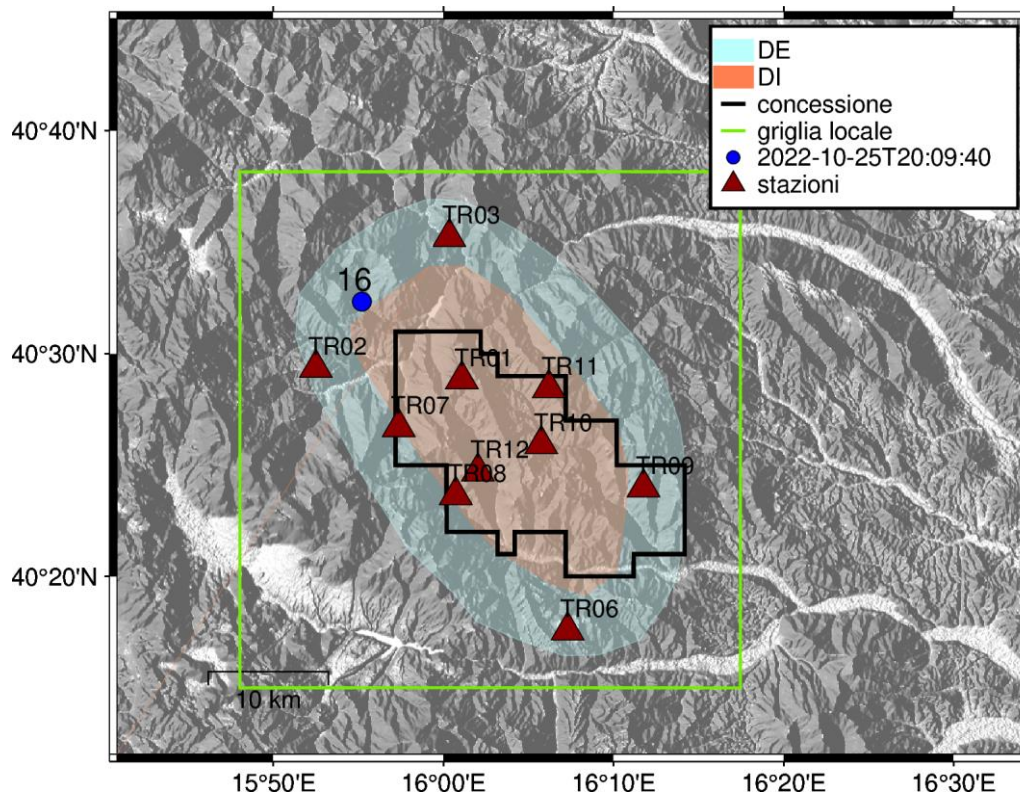 DE
DI
concessione
griglia locale
2022-10-25T20:09:40
stazioni
40°40'N
40°30'N
40°20'N
TR03
16
TR02
TR01
TR11
TR07
TR10
TR12
TR08
TR09
TR06
10 km
15°50'E
16°00'E
16°10'E
16°20'E
16°30'E